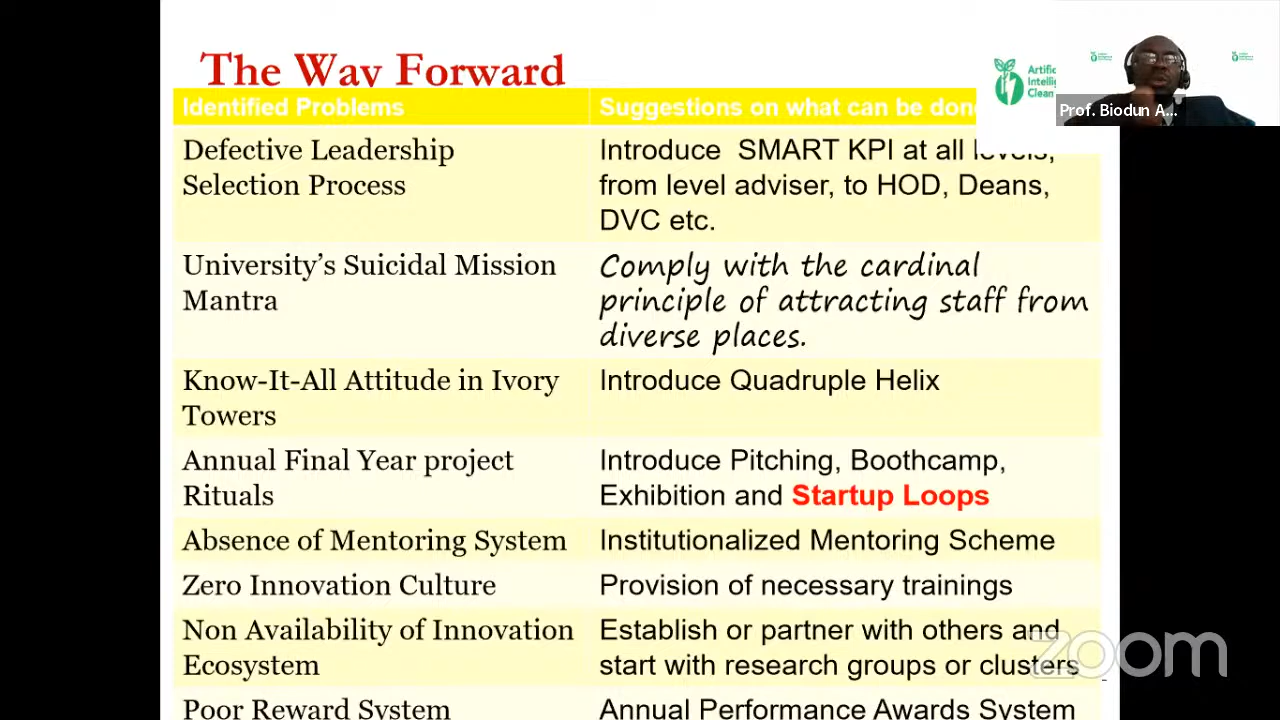 The Way Forward
Artific
Intelli
Clean
Prof. Biodun A...
Identified Problems
Suggestions on what can be done
Defective Leadership
Selection Process
Introduce SMART KPI at all levels,
from level adviser, to HOD, Deans,
DVC etc.
University's Suicidal Mission
Mantra
Comply with the cardinal
principle of attracting staff from
diverse places.
Know-It-All Attitude in Ivory
Towers
Introduce Quadruple Helix
Annual Final Year project
Rituals
Introduce Pitching, Boothcamp,
Exhibition and Startup Loops
Absence of Mentoring System
Institutionalized Mentoring Scheme
Zero Innovation Culture
Provision of necessary trainings
Non Availability of Innovation
Ecosystem
Establish or partner with others and
start with research groups or clusters
Poor Reward System
Annual Performance Awards System
zoom